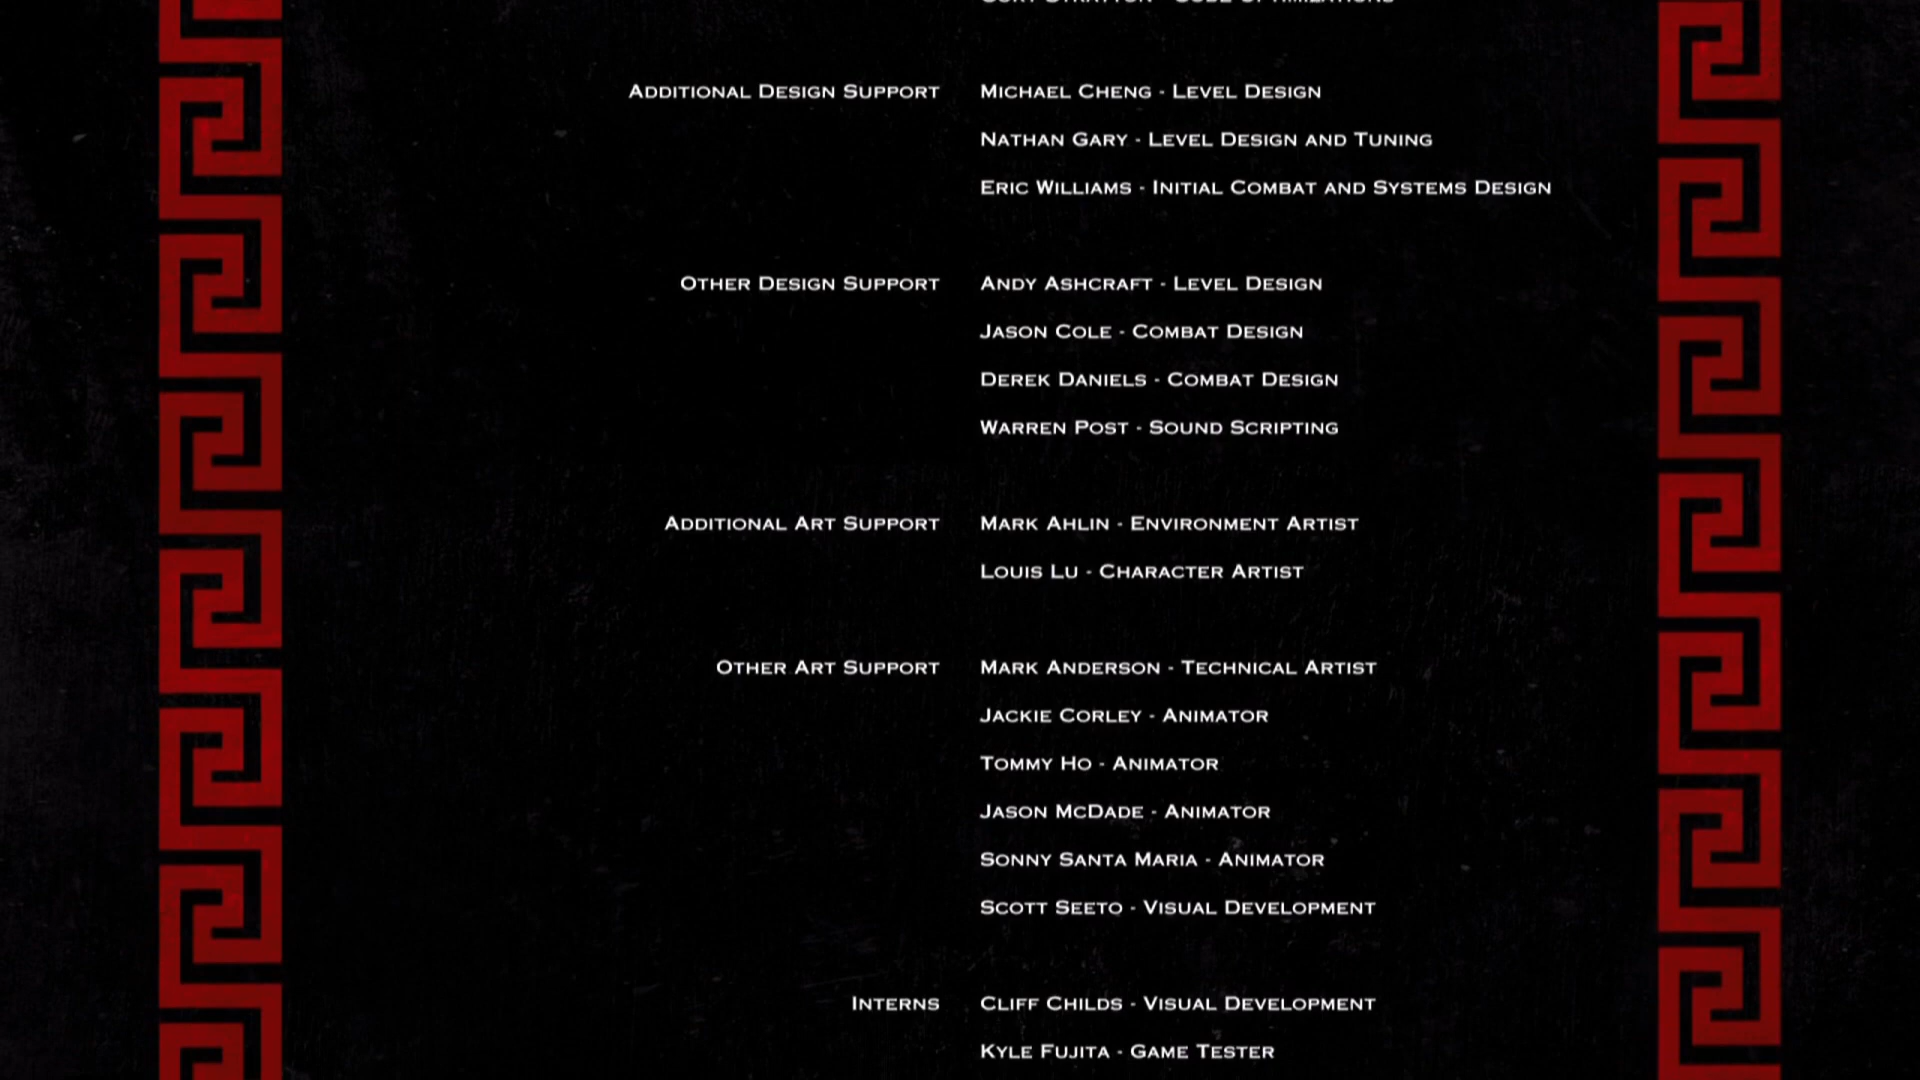 Additional Design Support Michael Cheng - Level Design
Nathan Gary - Level Design and Tuning
Eric Williams - Initial Combat and Systems Design
Other Design Support Andy Ashcraft - Level Design
Jason Cole - Combat Design
Derek Daniels - Combat Design
Warren Post - Sound Scripting
Additional Art Support Mark Ahlin - Environment Artist
Louis Lu - Character Artist
Other Art Support Mark Anderson - Technical Artist
Jackie Corley - Animator
Tommy Ho - Animator
Jason McDade - Animator
Sonny Santa Maria - Animator
Scott Seeto - Visual Development
Interns Cliff Childs - Visual Development
Kyle Fujita - Game Tester